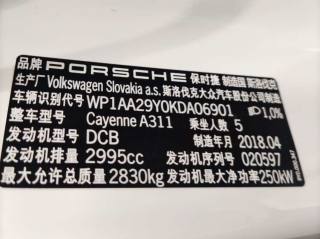 品牌 PORSCHE 保时捷 制造国 斯洛伐克
生产厂 Volkswagen Slovakia a.s. 斯洛伐克大众汽车股份公司制造
车辆识别代号 WP1AA29Y0KDA06901 1,0%
整车型号 Cayenne A311 乘坐人数 5
发动机型号 DCB 制造年月 2018.04
发动机排量 2995cc 发动机序列号 020597
最大允许总质量 2830kg 发动机最大净功率 250kW